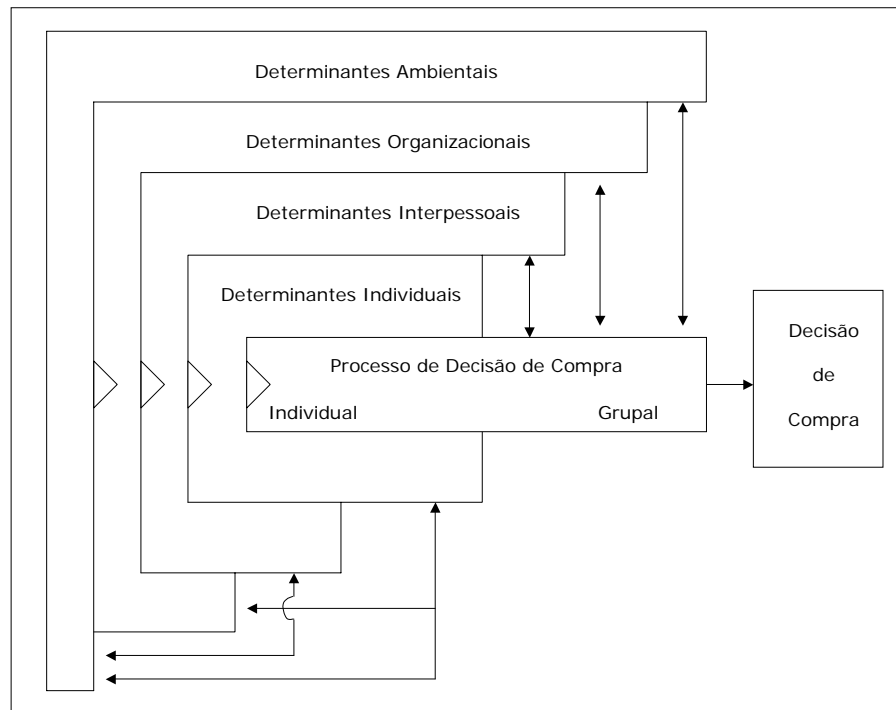 Determinantes Ambientais
Determinantes Organizacionais
Determinantes Interpessoais
Determinantes Individuais
Processo de Decisão de Compra
Individual
Grupal
Decisão
de
Compra